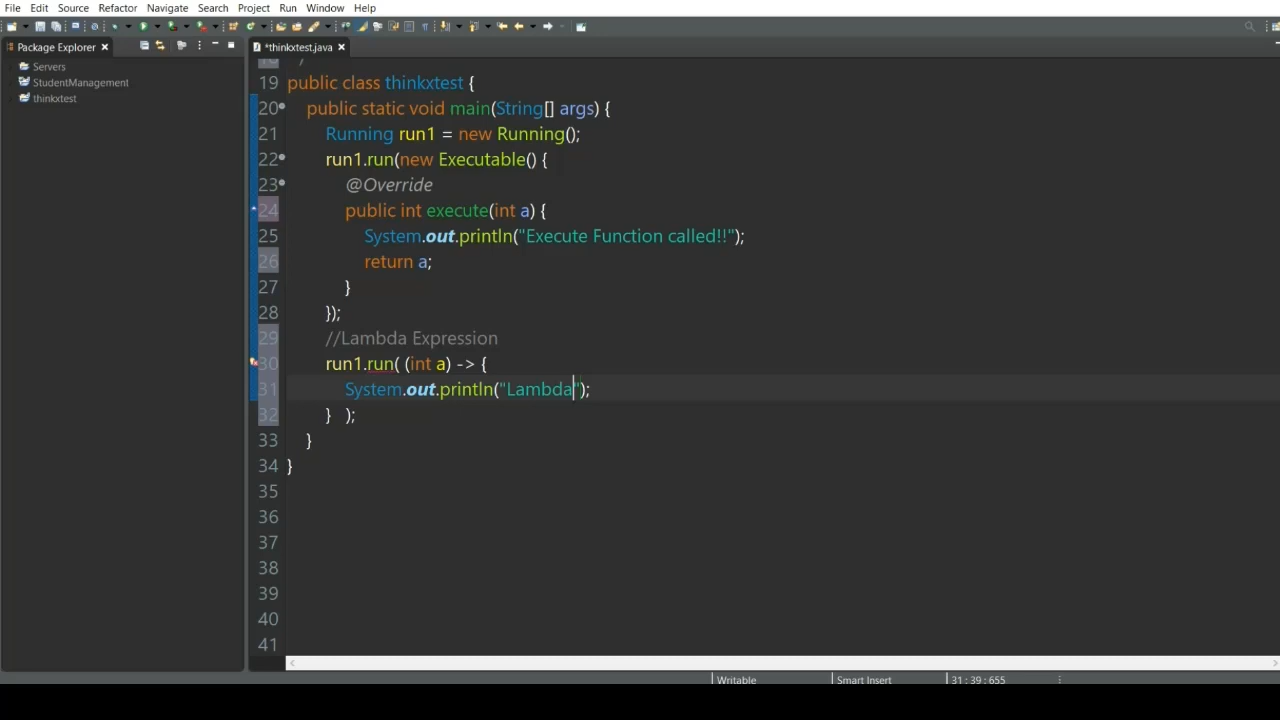 File Edit Source Refactor Navigate Search Project Run Window Help
Package Explorer
*thinkxtest.java
Servers
StudentManagement
thinkxtest
18 /
19 public class thinkxtest {
20 public static void main(String[] args) {
21 Running run1 = new Running();
22 run1.run(new Executable() {
23 @Override
24 public int execute(int a) {
25 System.out.println("Execute Function called!!");
26 return a;
27 }
28 });
29 //Lambda Expression
30 run1.run( (int a) -> {
31 System.out.println("Lambda");
32 } );
33 }
34 }
35
36
37
38
39
40
41
Writable Smart Insert 31 : 39 : 655